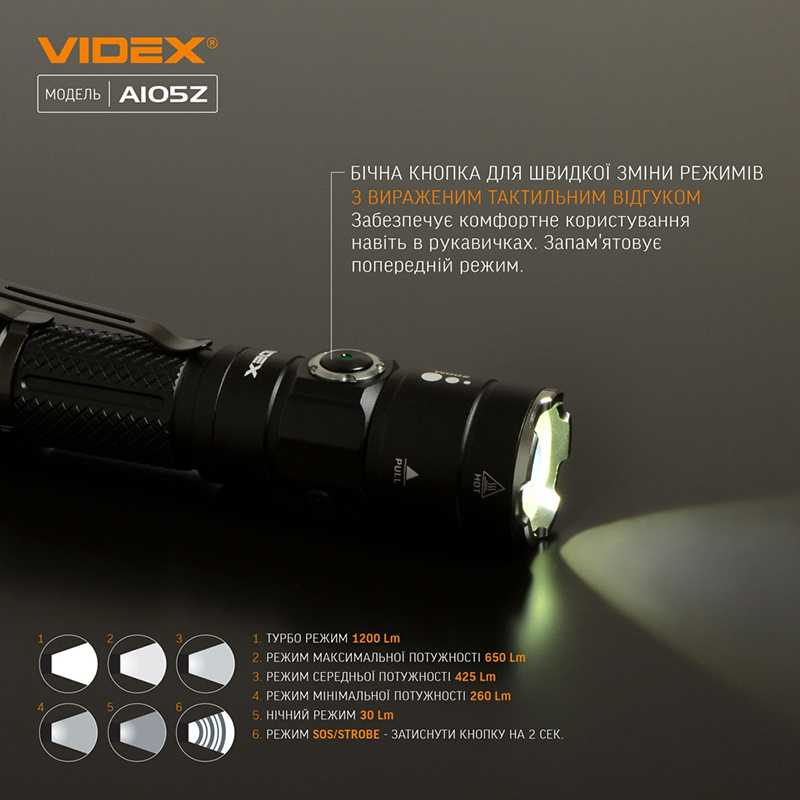 VIDEX®
МОДЕЛЬ | A105Z
БІЧНА КНОПКА ДЛЯ ШВИДКОЇ ЗМІНИ РЕЖИМІВ
З ВИРАЖЕНИМ ТАКТИЛЬНИМ ВІДГУКОМ
Забезпечує комфортне користування
навіть в рукавичках. Запам'ятовує
попередній режим.
VIDEX
ZOOM
PULL
HOT
1 2 3
4 5 6
1. ТУРБО РЕЖИМ 1200 Lm
2. РЕЖИМ МАКСИМАЛЬНОЇ ПОТУЖНОСТІ 650 Lm
3. РЕЖИМ СЕРЕДНЬОЇ ПОТУЖНОСТІ 425 Lm
4. РЕЖИМ МІНІМАЛЬНОЇ ПОТУЖНОСТІ 260 Lm
5. НІЧНИЙ РЕЖИМ 30 Lm
6. РЕЖИМ SOS/STROBE - ЗАТИСНУТИ КНОПКУ НА 2 СЕК.